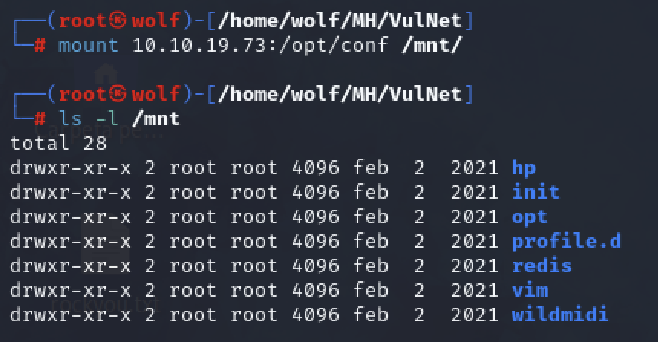 ┌──(root㉿wolf)-[/home/wolf/MH/VulNet]
└─# mount 10.10.19.73:/opt/conf /mnt/
┌──(root㉿wolf)-[/home/wolf/MH/VulNet]
└─# ls -l /mnt
total 28
drwxr-xr-x 2 root root 4096 feb  2  2021 hp
drwxr-xr-x 2 root root 4096 feb  2  2021 init
drwxr-xr-x 2 root root 4096 feb  2  2021 opt
drwxr-xr-x 2 root root 4096 feb  2  2021 profile.d
drwxr-xr-x 2 root root 4096 feb  2  2021 redis
drwxr-xr-x 2 root root 4096 feb  2  2021 vim
drwxr-xr-x 2 root root 4096 feb  2  2021 wildmidi